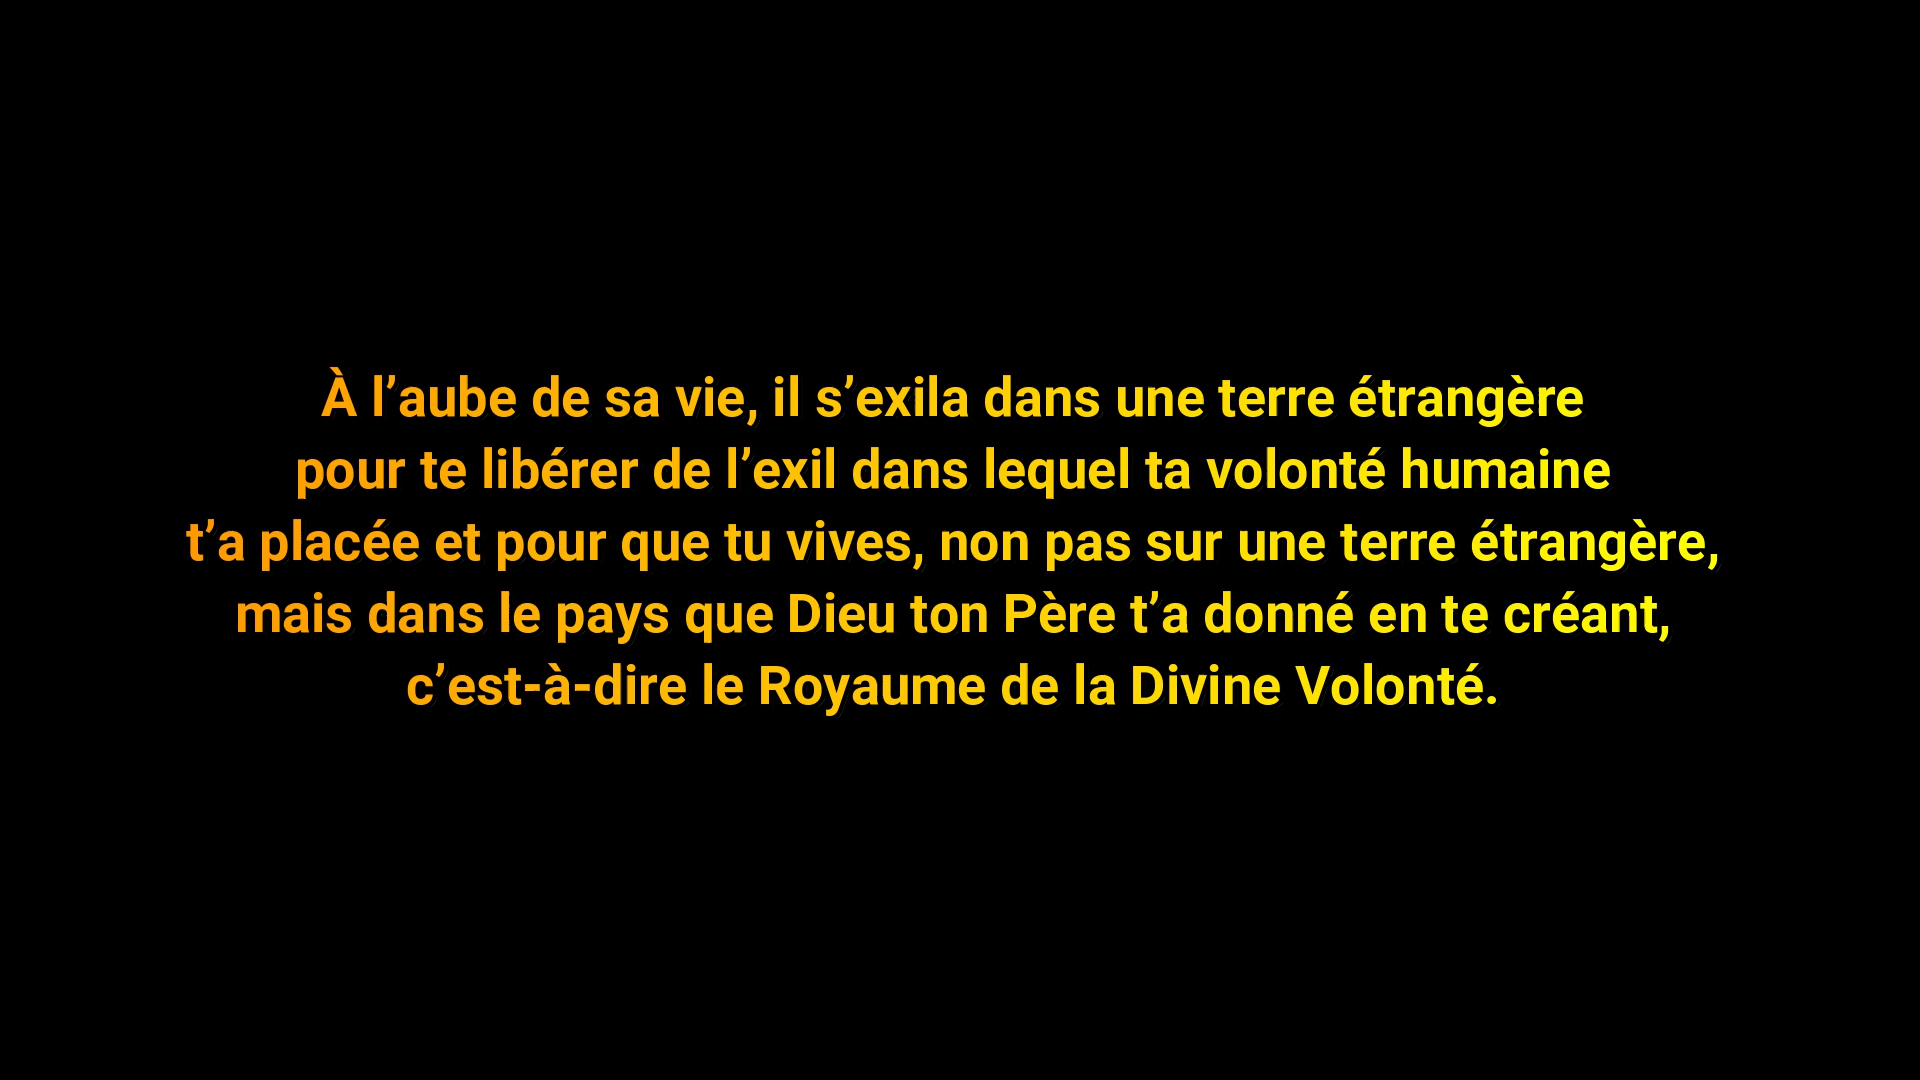 À l’aube de sa vie, il s’exila dans une terre étrangère
pour te libérer de l’exil dans lequel ta volonté humaine
t’a placée et pour que tu vives, non pas sur une terre étrangère,
mais dans le pays que Dieu ton Père t’a donné en te créant,
c’est-à-dire le Royaume de la Divine Volonté.